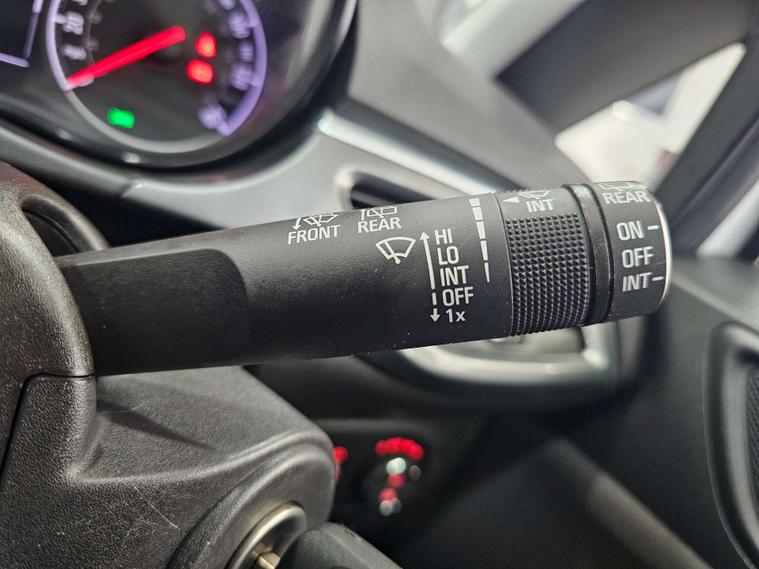 FRONT
REAR
HI
LO
INT
OFF
1x
INT
REAR
ON
OFF
INT